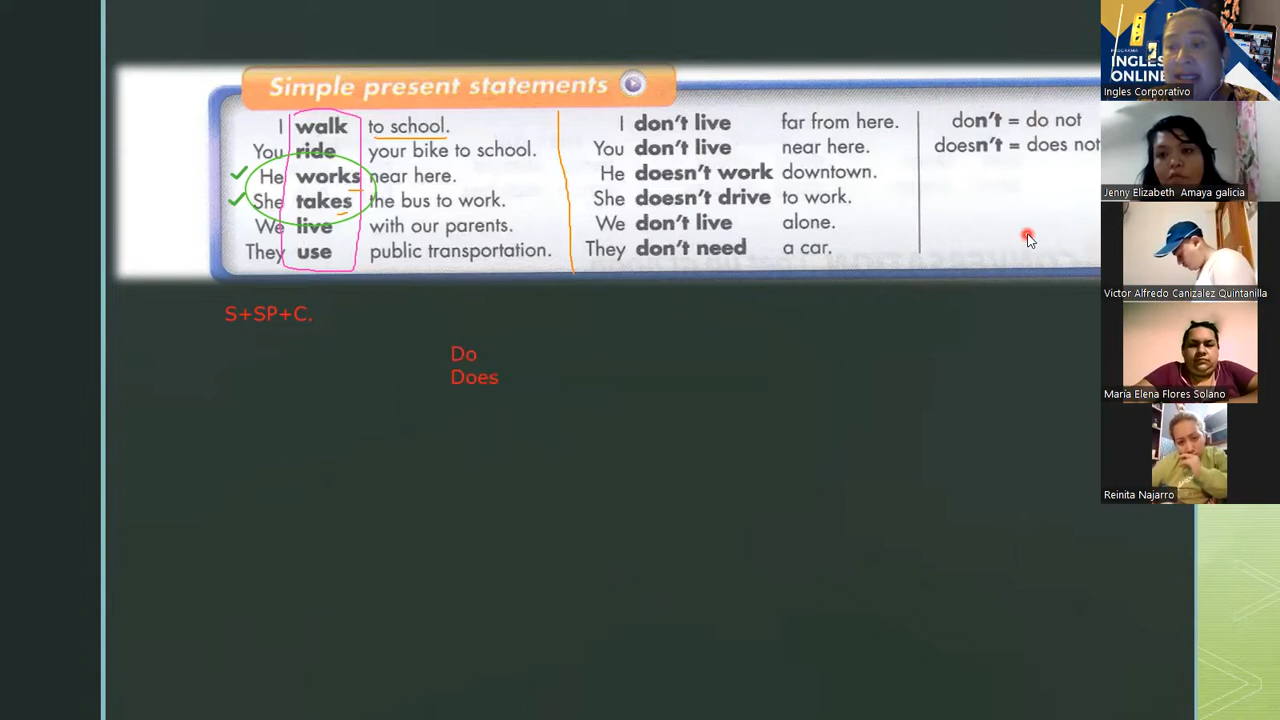 Simple present statements
I walk to school.
You ride your bike to school.
He works near here.
She takes the bus to work.
We live with our parents.
They use public transportation.
I don't live far from here.
You don't live near here.
He doesn't work downtown.
She doesn't drive to work.
We don't live alone.
They don't need a car.
don't = do not
doesn't = does not
S+SP+C.
Do
Does
PROGRAMA
INGLES
ONLINE
Ingles Corporativo
Jenny Elizabeth Amaya galicia
Victor Alfredo Canizalez Quintanilla
María Elena Flores Solano
Reinita Najarro